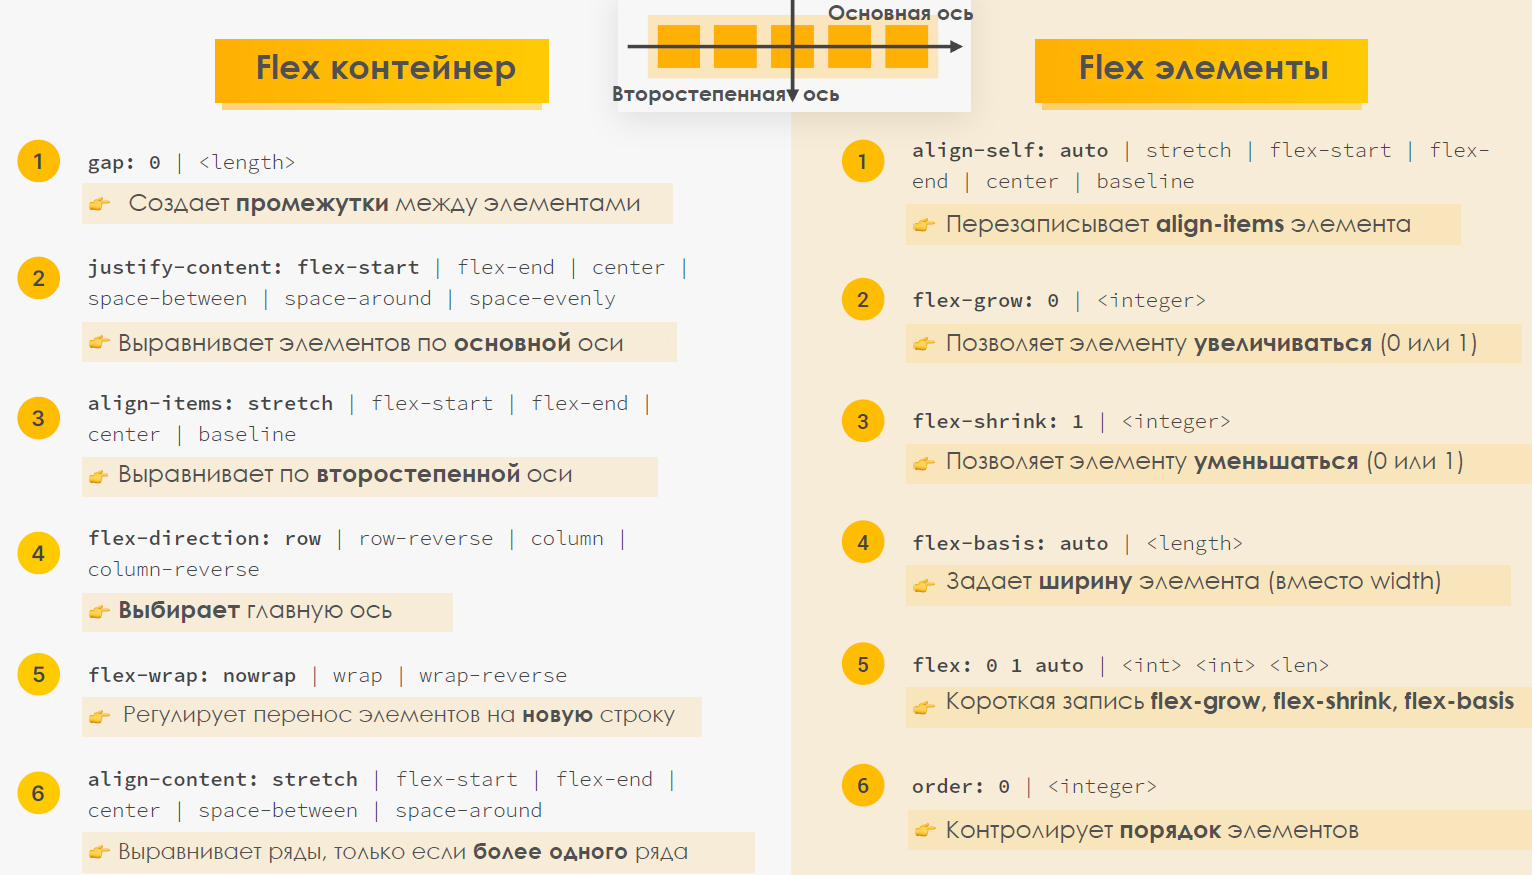 Основная ось
Второстепенная ось
Flex контейнер
1
gap: 0 | <length>
👉 Создает промежутки между элементами
2
justify-content: flex-start | flex-end | center |
space-between | space-around | space-evenly
👉 Выравнивает элементов по основной оси
3
align-items: stretch | flex-start | flex-end |
center | baseline
👉 Выравнивает по второстепенной оси
4
flex-direction: row | row-reverse | column |
column-reverse
👉 Выбирает главную ось
5
flex-wrap: nowrap | wrap | wrap-reverse
👉 Регулирует перенос элементов на новую строку
6
align-content: stretch | flex-start | flex-end |
center | space-between | space-around
👉 Выравнивает ряды, только если более одного ряда
Flex элементы
1
align-self: auto | stretch | flex-start | flex-
end | center | baseline
👉 Перезаписывает align-items элемента
2
flex-grow: 0 | <integer>
👉 Позволяет элементу увеличиваться (0 или 1)
3
flex-shrink: 1 | <integer>
👉 Позволяет элементу уменьшаться (0 или 1)
4
flex-basis: auto | <length>
👉 Задает ширину элемента (вместо width)
5
flex: 0 1 auto | <int> <int> <len>
👉 Короткая запись flex-grow, flex-shrink, flex-basis
6
order: 0 | <integer>
👉 Контролирует порядок элементов